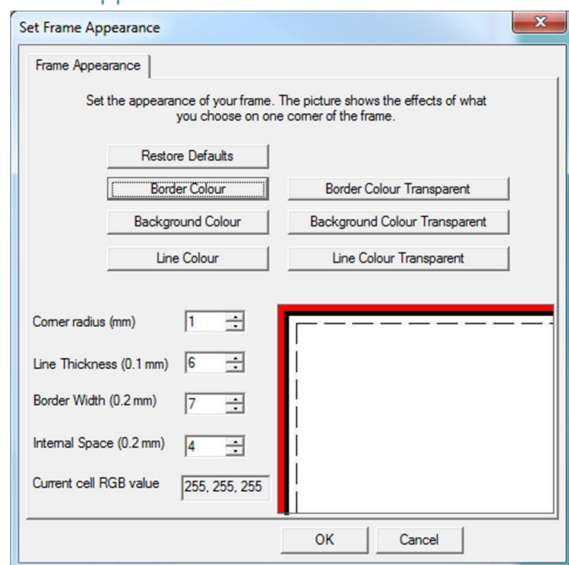 Set Frame Appearance
x
Frame Appearance
Set the appearance of your frame. The picture shows the effects of what
you choose on one corner of the frame.
Restore Defaults
Border Colour
Border Colour Transparent
Background Colour
Background Colour Transparent
Line Colour
Line Colour Transparent
Corner radius (mm)
1
Line Thickness (0.1 mm)
6
Border Width (0.2 mm)
7
Internal Space (0.2 mm)
4
Current cell RGB value
255, 255, 255
OK
Cancel